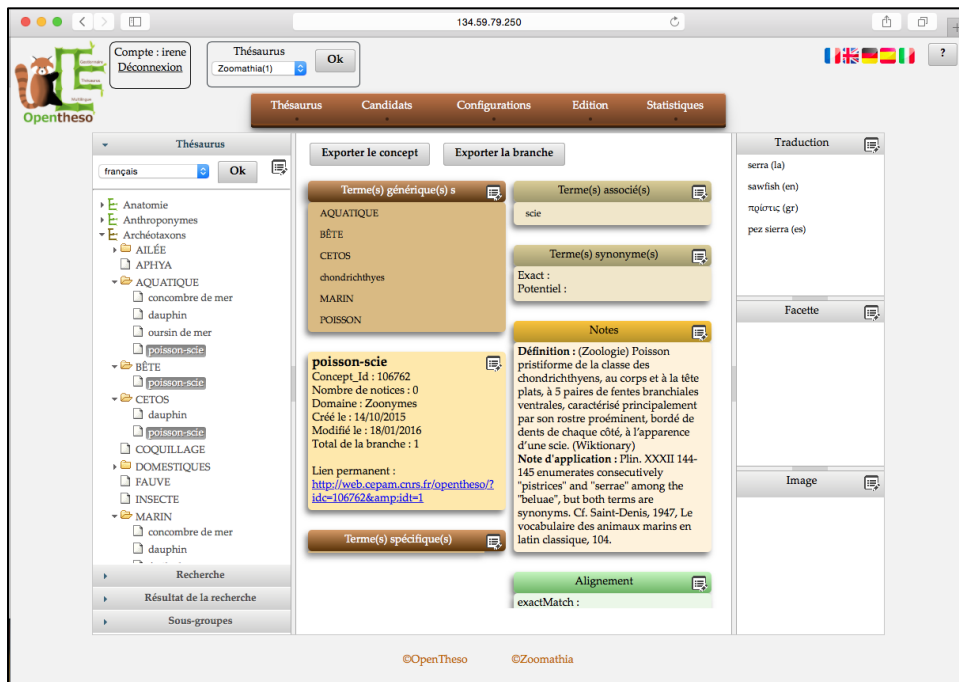 134.59.79.250
Compte : irene
Déconnexion
Thésaurus
Zoomathia(1)
Ok
?
Opentheso
Thésaurus
Candidats
Configurations
Edition
Statistiques
Thésaurus
français
Ok
Anatomie
Anthroponymes
Archéotaxons
AILÉE
APHYA
AQUATIQUE
concombre de mer
dauphin
oursin de mer
poisson-scie
BÊTE
poisson-scie
CETOS
dauphin
poisson-scie
COQUILLAGE
DOMESTIQUES
FAUVE
INSECTE
MARIN
concombre de mer
dauphin
Recherche
Résultat de la recherche
Sous-groupes
Exporter le concept
Exporter la branche
Terme(s) générique(s) s
AQUATIQUE
BÊTE
CETOS
chondrichthyes
MARIN
POISSON
poisson-scie
Concept_Id : 106762
Nombre de notices : 0
Domaine : Zoonymes
Créé le : 14/10/2015
Modifié le : 18/01/2016
Total de la branche : 1
Lien permanent :
http://web.cepam.cnrs.fr/opentheso/?
idc=106762&amp;idt=1
Terme(s) spécifique(s)
Terme(s) associé(s)
scie
Terme(s) synonyme(s)
Exact :
Potentiel :
Notes
Définition : (Zoologie) Poisson
pristiforme de la classe des
chondrichthyens, au corps et à la tête
plats, à 5 paires de fentes branchiales
ventrales, caractérisé principalement
par son rostre proéminent, bordé de
dents de chaque côté, à l'apparence
d'une scie. (Wiktionary)
Note d'application : Plin. XXXII 144-
145 enumerates consecutively
"pistrices" and "serrae" among the
"beluae", but both terms are
synonyms. Cf. Saint-Denis, 1947, Le
vocabulaire des animaux marins en
latin classique, 104.
Alignement
exactMatch :
Traduction
serra (la)
sawfish (en)
πρίστις (gr)
pez sierra (es)
Facette
Image
©OpenTheso
©Zoomathia